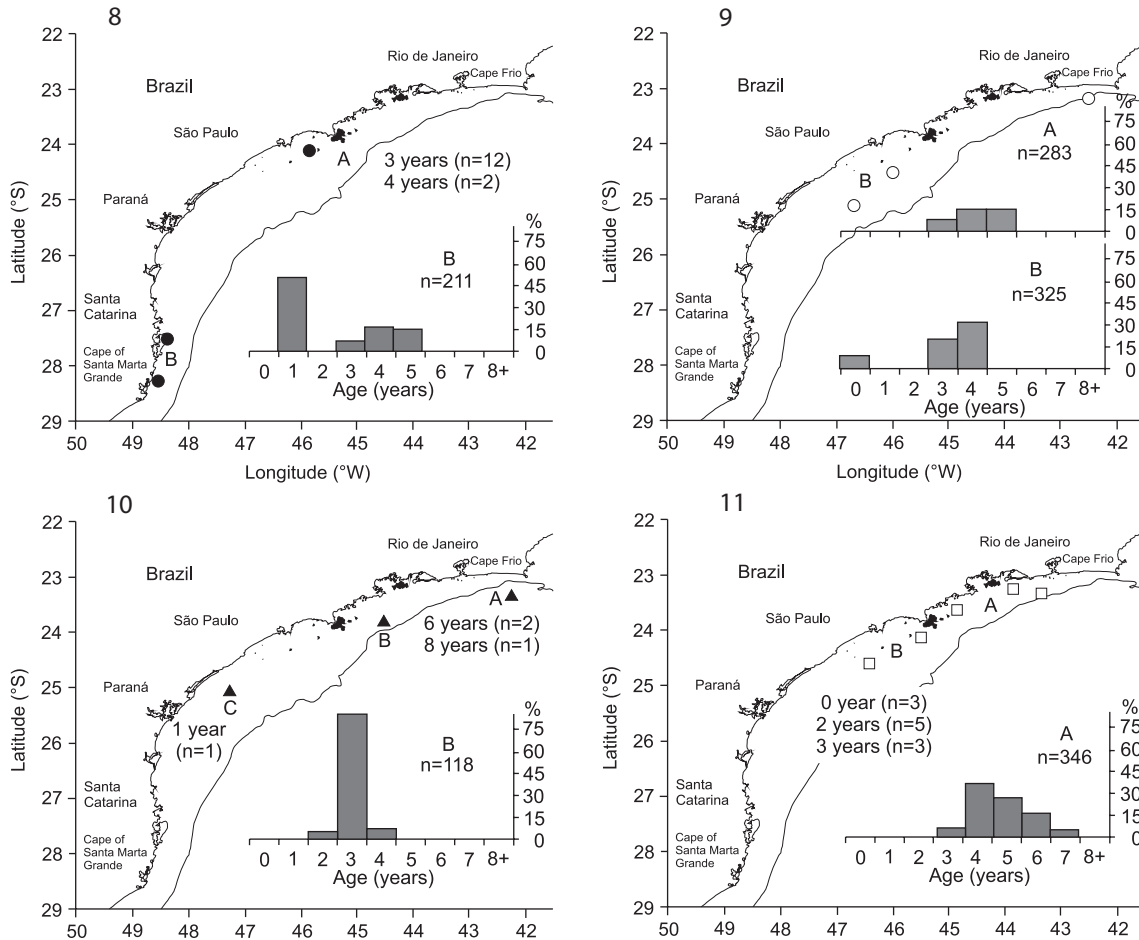 8
22
23
24
25
26
27
28
29
Latitude (°S)
Brazil
Rio de Janeiro
Cape Frio
São Paulo
Paraná
Santa
Catarina
Cape of
Santa Marta
Grande
A
3 years (n=12)
4 years (n=2)
B
B
n=211
%
75
60
45
30
15
0
0 1 2 3 4 5 6 7 8+
Age (years)
50 49 48 47 46 45 44 43 42
Longitude (°W)
9
22
23
24
25
26
27
28
29
Latitude (°S)
Brazil
Rio de Janeiro
Cape Frio
São Paulo
Paraná
Santa
Catarina
Cape of
Santa Marta
Grande
B
A
n=283
%
75
60
45
30
15
0
B
n=325
75
60
45
30
15
0
0 1 2 3 4 5 6 7 8+
Age (years)
50 49 48 47 46 45 44 43 42
Longitude (°W)
10
22
23
24
25
26
27
28
29
Latitude (°S)
Brazil
Rio de Janeiro
Cape Frio
São Paulo
Paraná
Santa
Catarina
Cape of
Santa Marta
Grande
A
6 years (n=2)
8 years (n=1)
B
C
1 year
(n=1)
B
n=118
%
75
60
45
30
15
0
0 1 2 3 4 5 6 7 8+
Age (years)
50 49 48 47 46 45 44 43 42
11
22
23
24
25
26
27
28
29
Latitude (°S)
Brazil
Rio de Janeiro
Cape Frio
São Paulo
Paraná
Santa
Catarina
Cape of
Santa Marta
Grande
A
B
0 year (n=3)
2 years (n=5)
3 years (n=3)
A
n=346
%
75
60
45
30
15
0
0 1 2 3 4 5 6 7 8+
Age (years)
50 49 48 47 46 45 44 43 42